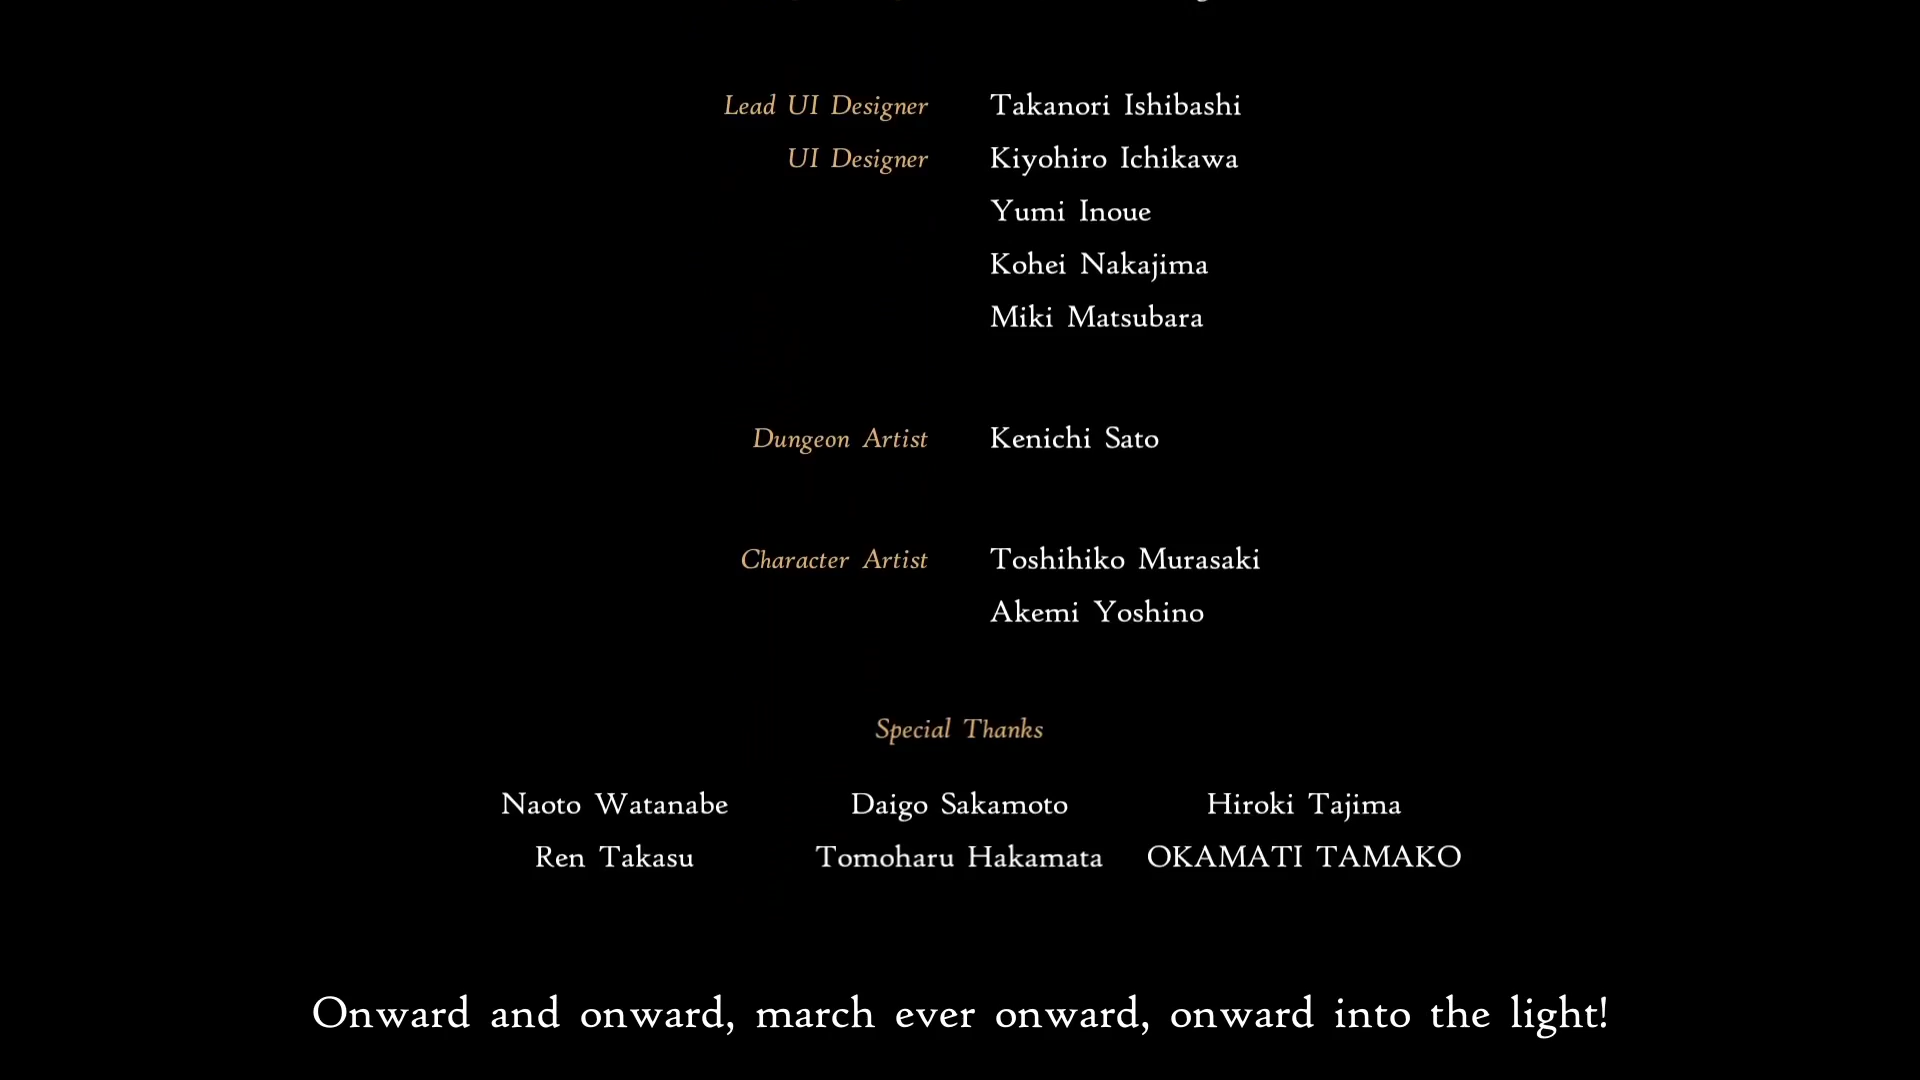 Lead UI Designer Takanori Ishibashi
UI Designer Kiyohiro Ichikawa
Yumi Inoue
Kohei Nakajima
Miki Matsubara
Dungeon Artist Kenichi Sato
Character Artist Toshihiko Murasaki
Akemi Yoshino
Special Thanks
Naoto Watanabe Daigo Sakamoto Hiroki Tajima
Ren Takasu Tomoharu Hakamata OKAMATI TAMAKO
Onward and onward, march ever onward, onward into the light!